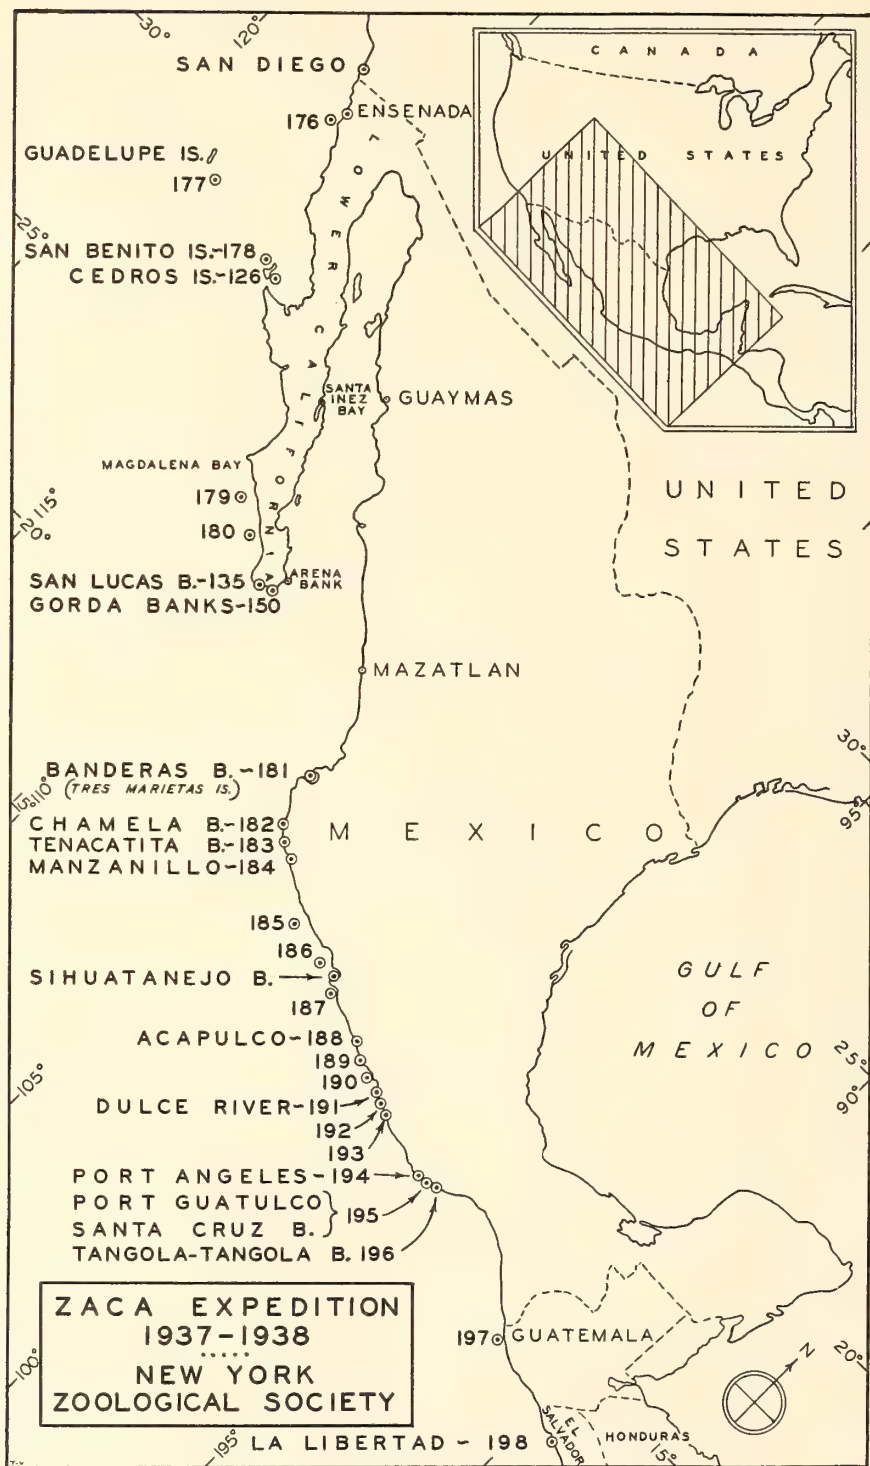 30°
120°
CANADA
UNITED STATES
SAN DIEGO
176
ENSENADA
GUADELUPE IS.
177
LOWER CALIFORNIA
25°
SAN BENITO IS.-178
CEDROS IS.-126
SANTA
INEZ
BAY
GUAYMAS
MAGDALENA BAY
179
115°
20°
180
UNITED
STATES
SAN LUCAS B.-135
ARENA
BANK
GORDA BANKS-150
MAZATLAN
30°
95°
BANDERAS B.-181
(TRES MARIETAS IS.)
110°
15°
CHAMELA B.-182
TENACATITA B.-183
MANZANILLO-184
MEXICO
185
186
SIHUATANEJO B.
187
GULF
OF
MEXICO
ACAPULCO-188
189
190
25°
90°
105°
DULCE RIVER-191
192
193
PORT ANGELES-194
PORT GUATULCO
SANTA CRUZ B.
195
TANGOLA-TANGOLA B. 196
ZACA EXPEDITION
1937-1938
.....
NEW YORK
ZOOLOGICAL SOCIETY
197
GUATEMALA
N
20°
100°
EL
SALVADOR
HONDURAS
15°
195°
LA LIBERTAD - 198